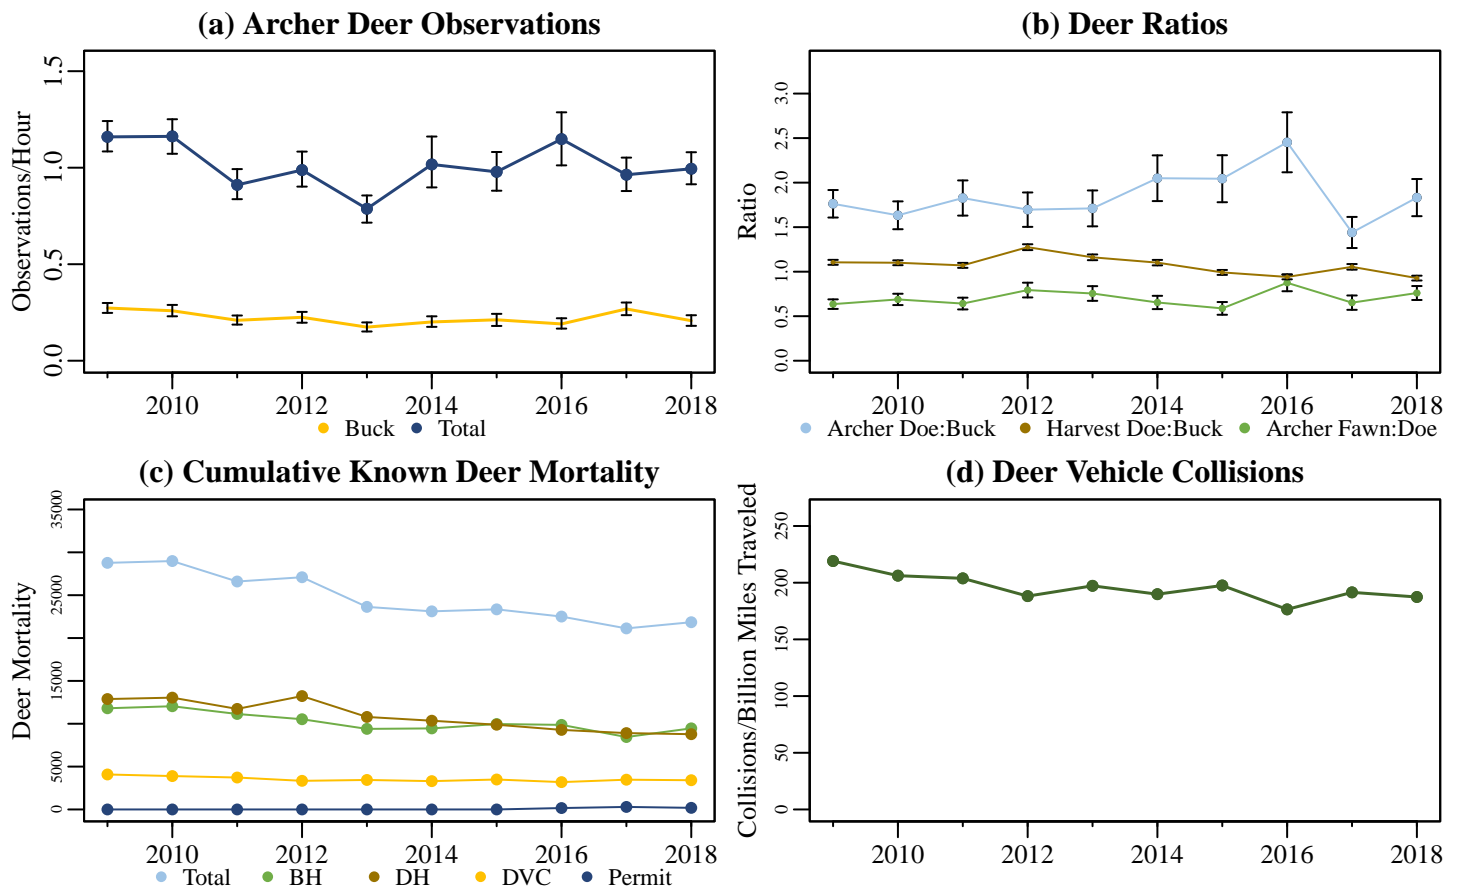 (a) Archer Deer Observations
Observations/Hour
1.5
1.0
0.5
0.0
2010 2012 2014 2016 2018
Buck Total
(b) Deer Ratios
Ratio
3.0
2.5
2.0
1.5
1.0
0.5
0.0
2010 2012 2014 2016 2018
Archer Doe:Buck Harvest Doe:Buck Archer Fawn:Doe
(c) Cumulative Known Deer Mortality
Deer Mortality
35000
25000
15000
5000
0
2010 2012 2014 2016 2018
Total BH DH DVC Permit
(d) Deer Vehicle Collisions
Collisions/Billion Miles Traveled
250
200
150
100
50
0
2010 2012 2014 2016 2018